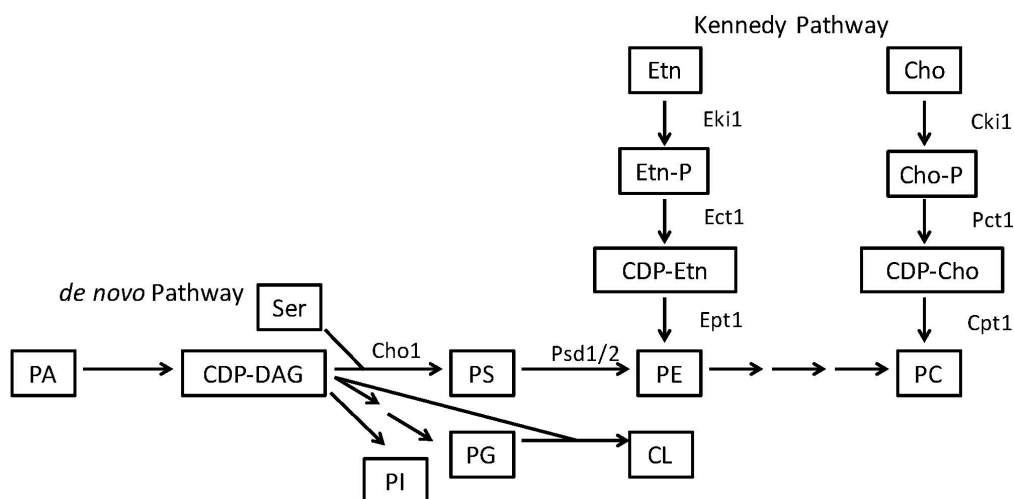 Kennedy Pathway
Etn
Cho
Eki1
Cki1
Etn-P
Cho-P
Ect1
Pct1
CDP-Etn
CDP-Cho
de novo Pathway
Ser
Ept1
Cpt1
Cho1
Psd1/2
PA
CDP-DAG
PS
PE
PC
PG
CL
PI